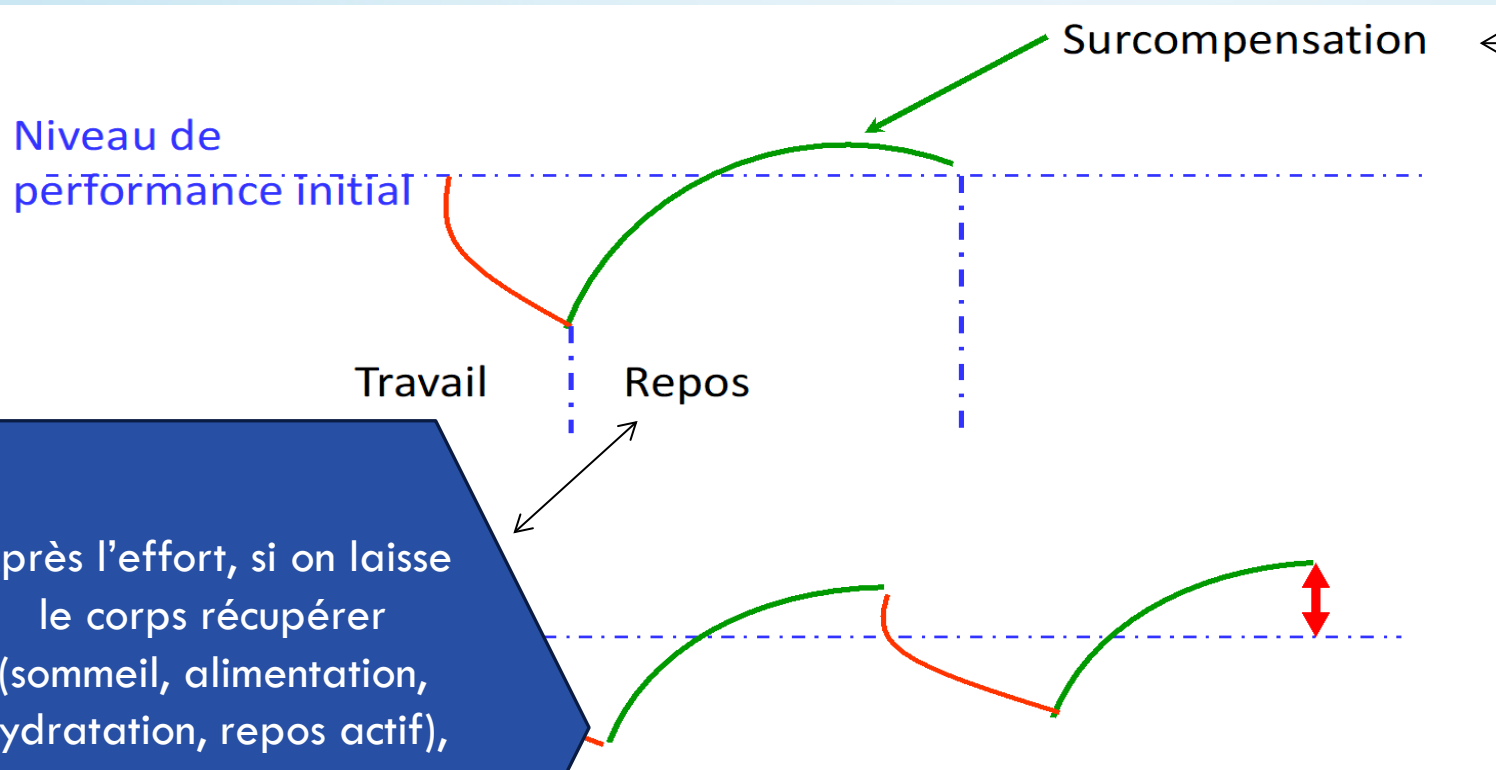 Surcompensation
Niveau de
performance initial
Travail
Repos
près l’effort, si on laisse
le corps récupérer
(sommeil, alimentation,
ydratation, repos actif),